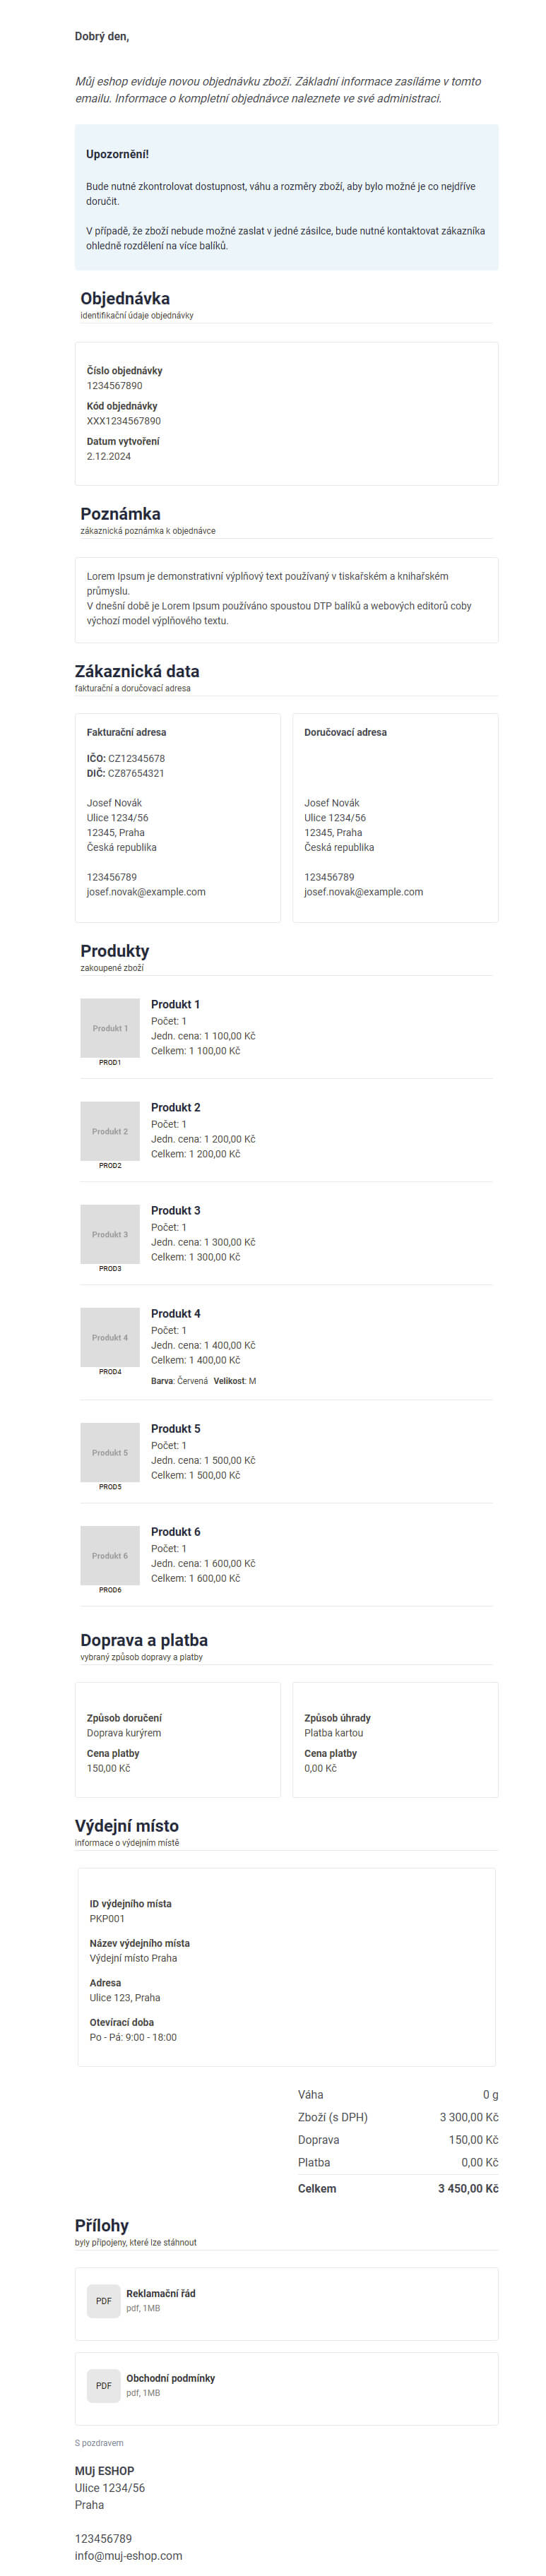 Dobrý den,
Můj eshop eviduje novou objednávku zboží. Základní informace zasíláme v tomto
emailu. Informace o kompletní objednávce naleznete ve své administraci.
Upozornění!
Bude nutné zkontrolovat dostupnost, váhu a rozměry zboží, aby bylo možné je co nejdříve
doručit.
V případě, že zboží nebude možné zaslat v jedné zásilce, bude nutné kontaktovat zákazníka
ohledně rozdělení na více balíků.
Objednávka
identifikační údaje objednávky
Číslo objednávky
1234567890
Kód objednávky
XXX1234567890
Datum vytvoření
2.12.2024
Poznámka
zákaznická poznámka k objednávce
Lorem Ipsum je demonstrativní výplňový text používaný v tiskařském a knihařském
průmyslu.
V dnešní době je Lorem Ipsum používáno spoustou DTP balíků a webových editorů coby
výchozí model výplňového textu.
Zákaznická data
fakturační a doručovací adresa
Fakturační adresa
IČO: CZ12345678
DIČ: CZ87654321
Josef Novák
Ulice 1234/56
12345, Praha
Česká republika
123456789
josef.novak@example.com
Doručovací adresa
Josef Novák
Ulice 1234/56
12345, Praha
Česká republika
123456789
josef.novak@example.com
Produkty
zakoupené zboží
Produkt 1
PROD1
Produkt 1
Počet: 1
Jedn. cena: 1 100,00 Kč
Celkem: 1 100,00 Kč
Produkt 2
PROD2
Produkt 2
Počet: 1
Jedn. cena: 1 200,00 Kč
Celkem: 1 200,00 Kč
Produkt 3
PROD3
Produkt 3
Počet: 1
Jedn. cena: 1 300,00 Kč
Celkem: 1 300,00 Kč
Produkt 4
PROD4
Produkt 4
Počet: 1
Jedn. cena: 1 400,00 Kč
Celkem: 1 400,00 Kč
Barva: Červená Velikost: M
Produkt 5
PROD5
Produkt 5
Počet: 1
Jedn. cena: 1 500,00 Kč
Celkem: 1 500,00 Kč
Produkt 6
PROD6
Produkt 6
Počet: 1
Jedn. cena: 1 600,00 Kč
Celkem: 1 600,00 Kč
Doprava a platba
vybraný způsob dopravy a platby
Způsob doručení
Doprava kurýrem
Cena platby
150,00 Kč
Způsob úhrady
Platba kartou
Cena platby
0,00 Kč
Výdejní místo
informace o výdejním místě
ID výdejního místa
PKP001
Název výdejního místa
Výdejní místo Praha
Adresa
Ulice 123, Praha
Otevírací doba
Po - Pá: 9:00 - 18:00
Váha 0 g
Zboží (s DPH) 3 300,00 Kč
Doprava 150,00 Kč
Platba 0,00 Kč
Celkem 3 450,00 Kč
Přílohy
byly připojeny, které lze stáhnout
PDF
Reklamační řád
pdf, 1MB
PDF
Obchodní podmínky
pdf, 1MB
S pozdravem
MUj ESHOP
Ulice 1234/56
Praha
123456789
info@muj-eshop.com